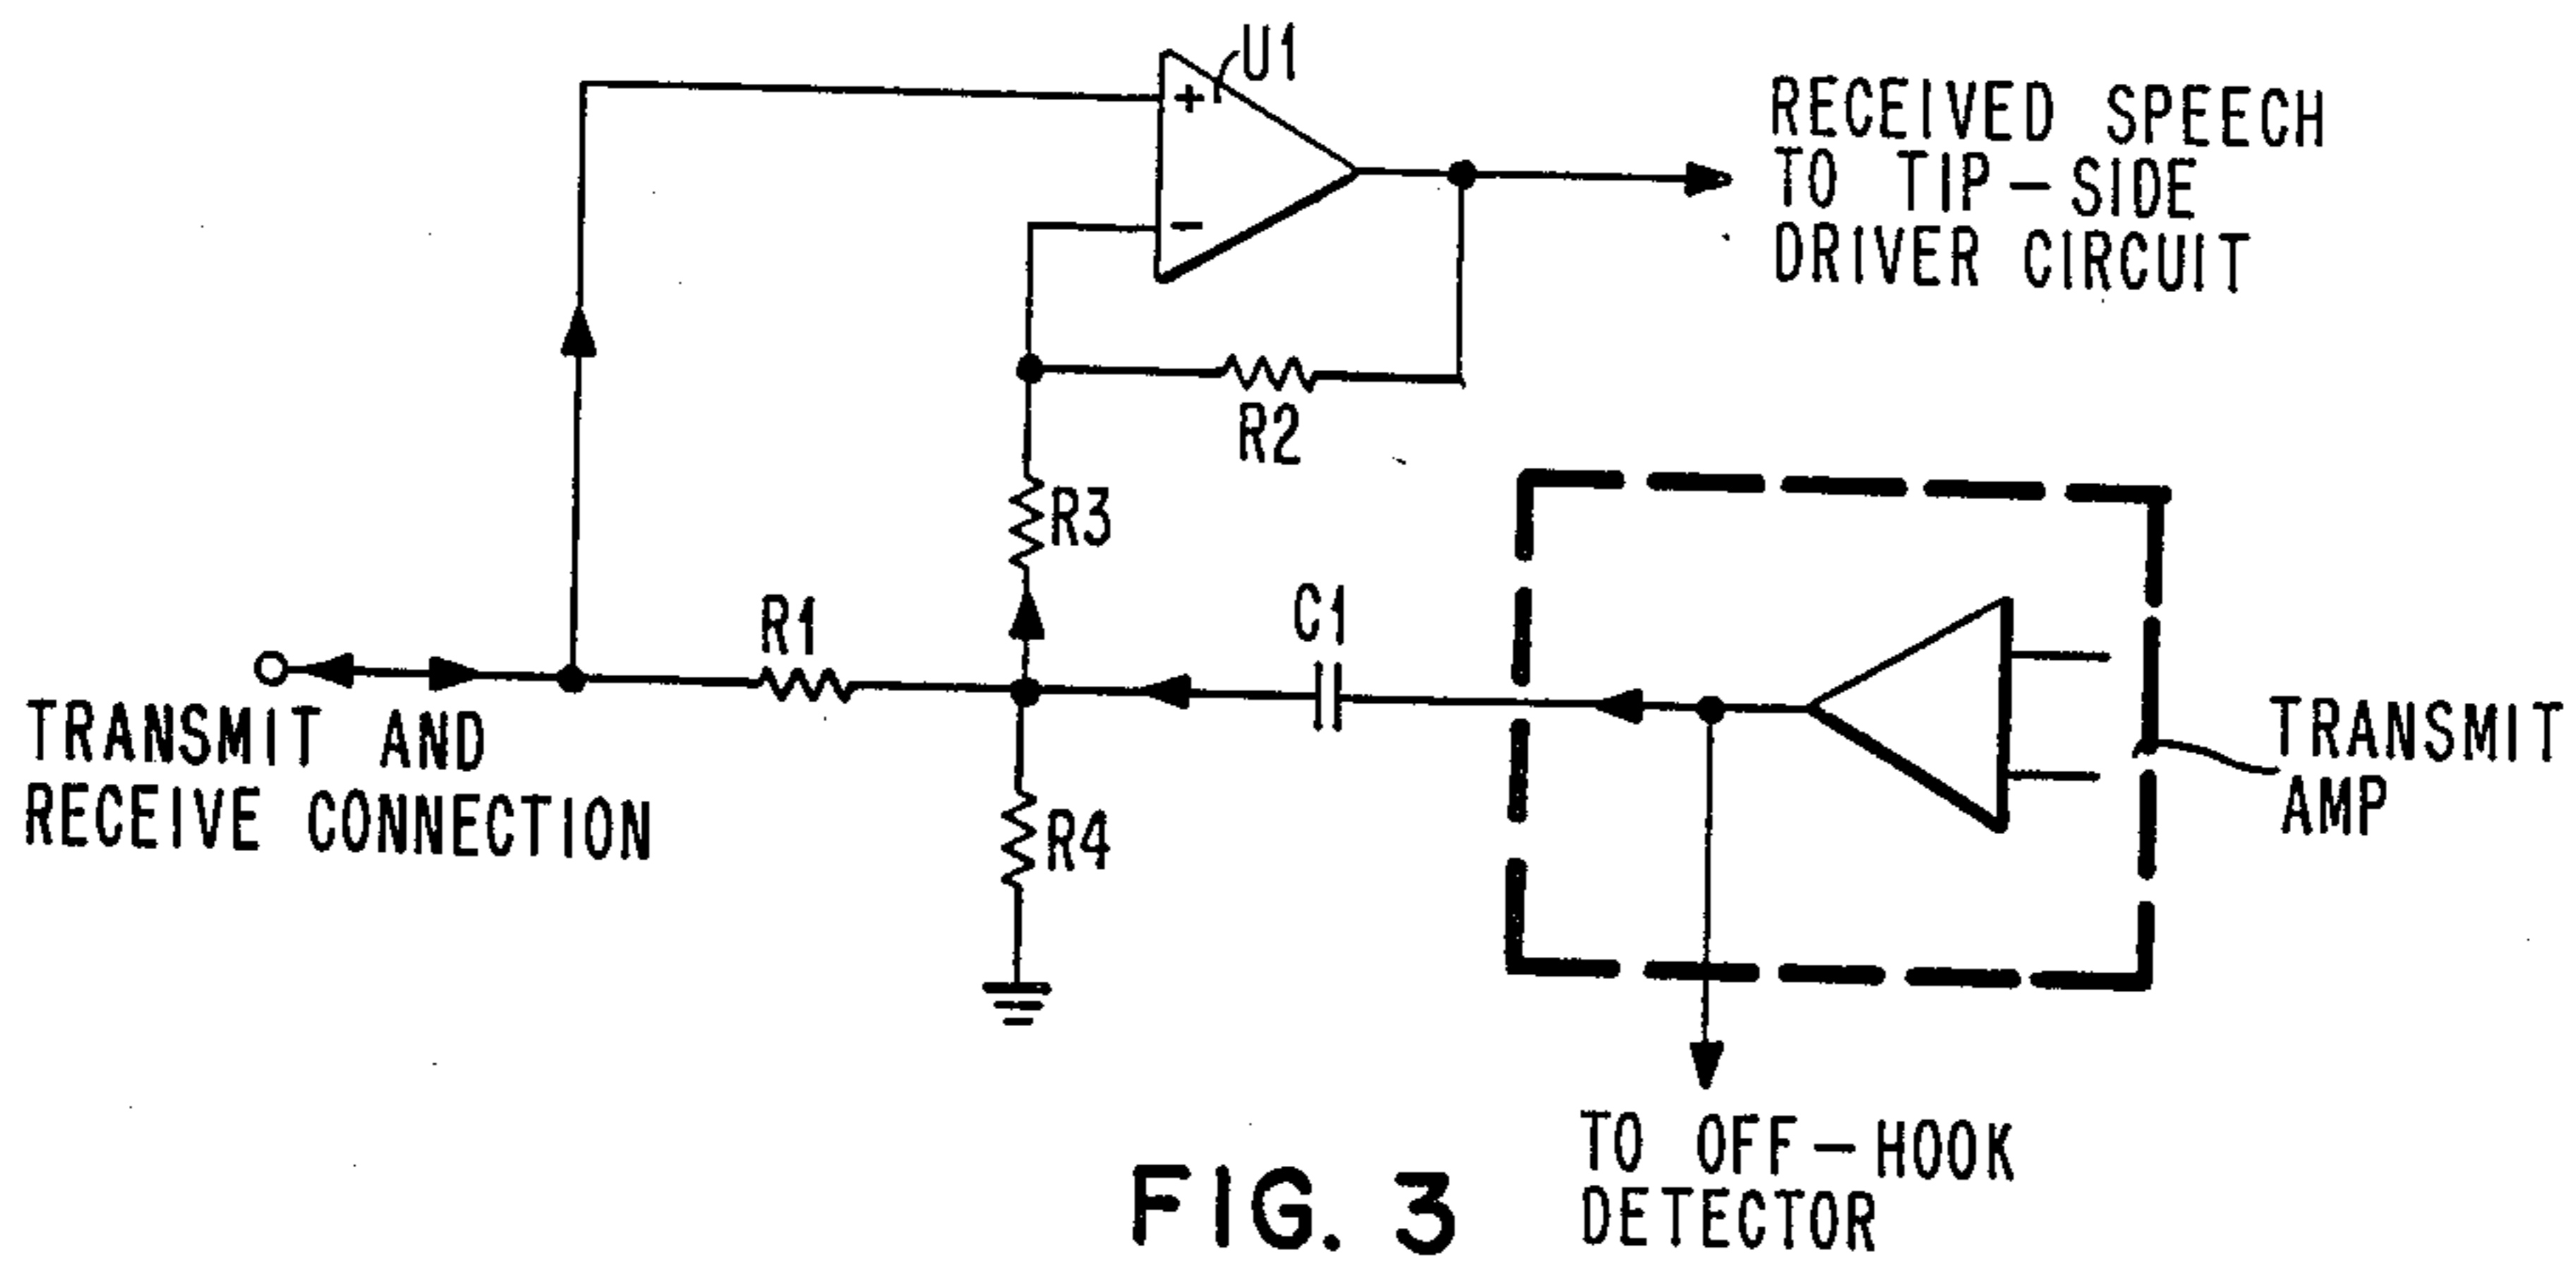 U1
+
−
RECEIVED SPEECH
TO TIP-SIDE
DRIVER CIRCUIT
R2
R3
R1
C1
TRANSMIT AND
RECEIVE CONNECTION
R4
TRANSMIT
AMP
TO OFF-HOOK
DETECTOR
FIG. 3